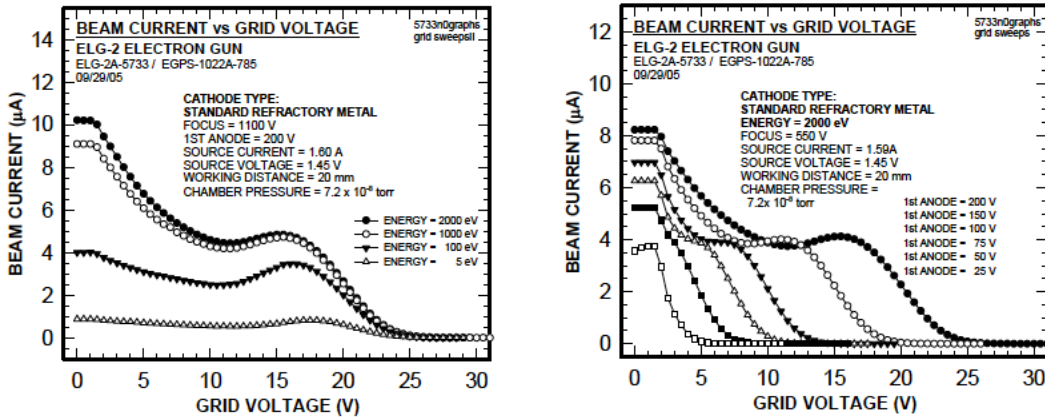 BEAM CURRENT vs GRID VOLTAGE
5733n0graphs
grid sweepsII
ELG-2 ELECTRON GUN
ELG-2A-5733 / EGPS-1022A-785
09/29/05
CATHODE TYPE:
STANDARD REFRACTORY METAL
FOCUS = 1100 V
1ST ANODE = 200 V
SOURCE CURRENT = 1.60 A
SOURCE VOLTAGE = 1.45 V
WORKING DISTANCE = 20 mm
CHAMBER PRESSURE = 7.2 x 10⁻⁸ torr
ENERGY = 2000 eV
ENERGY = 1000 eV
ENERGY = 100 eV
ENERGY = 5 eV
BEAM CURRENT (µA)
14
12
10
8
6
4
2
0
0 5 10 15 20 25 30
GRID VOLTAGE (V)
BEAM CURRENT vs GRID VOLTAGE
5733n0graphs
grid sweeps
ELG-2 ELECTRON GUN
ELG-2A-5733 / EGPS-1022A-785
09/29/05
CATHODE TYPE:
STANDARD REFRACTORY METAL
ENERGY = 2000 eV
FOCUS = 550 V
SOURCE CURRENT = 1.59A
SOURCE VOLTAGE = 1.45 V
WORKING DISTANCE = 20 mm
CHAMBER PRESSURE =
7.2x 10⁻⁸ torr
1st ANODE = 200 V
1st ANODE = 150 V
1st ANODE = 100 V
1st ANODE = 75 V
1st ANODE = 50 V
1st ANODE = 25 V
BEAM CURRENT (µA)
12
10
8
6
4
2
0
0 5 10 15 20 25 30
GRID VOLTAGE (V)